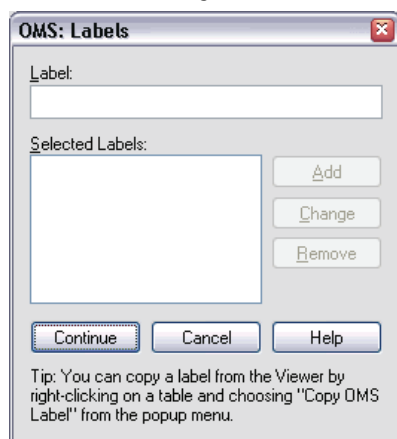 OMS: Labels
Label:
Selected Labels:
Add
Change
Remove
Continue Cancel Help
Tip: You can copy a label from the Viewer by
right-clicking on a table and choosing "Copy OMS
Label" from the popup menu.